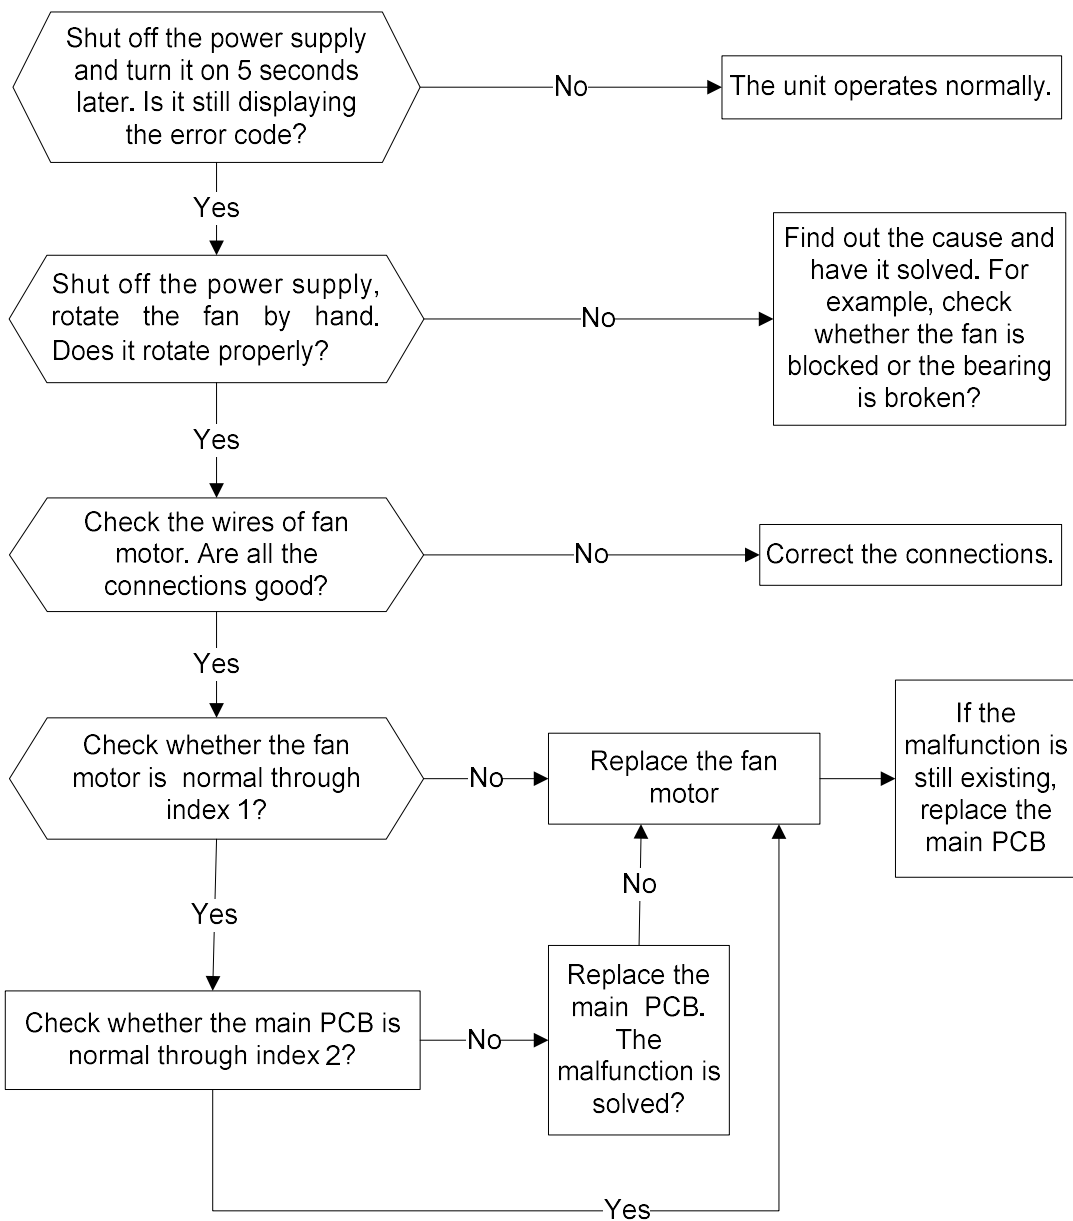 Shut off the power supply
and turn it on 5 seconds
later. Is it still displaying
the error code?
No
The unit operates normally.
Yes
Shut off the power supply,
rotate the fan by hand.
Does it rotate properly?
No
Find out the cause and
have it solved. For
example, check
whether the fan is
blocked or the bearing
is broken?
Yes
Check the wires of fan
motor. Are all the
connections good?
No
Correct the connections.
Yes
Check whether the fan
motor is normal through
index 1?
No
Replace the fan
motor
If the
malfunction is
still existing,
replace the
main PCB
Yes
No
Check whether the main PCB is
normal through index 2?
No
Replace the
main PCB.
The
malfunction is
solved?
Yes